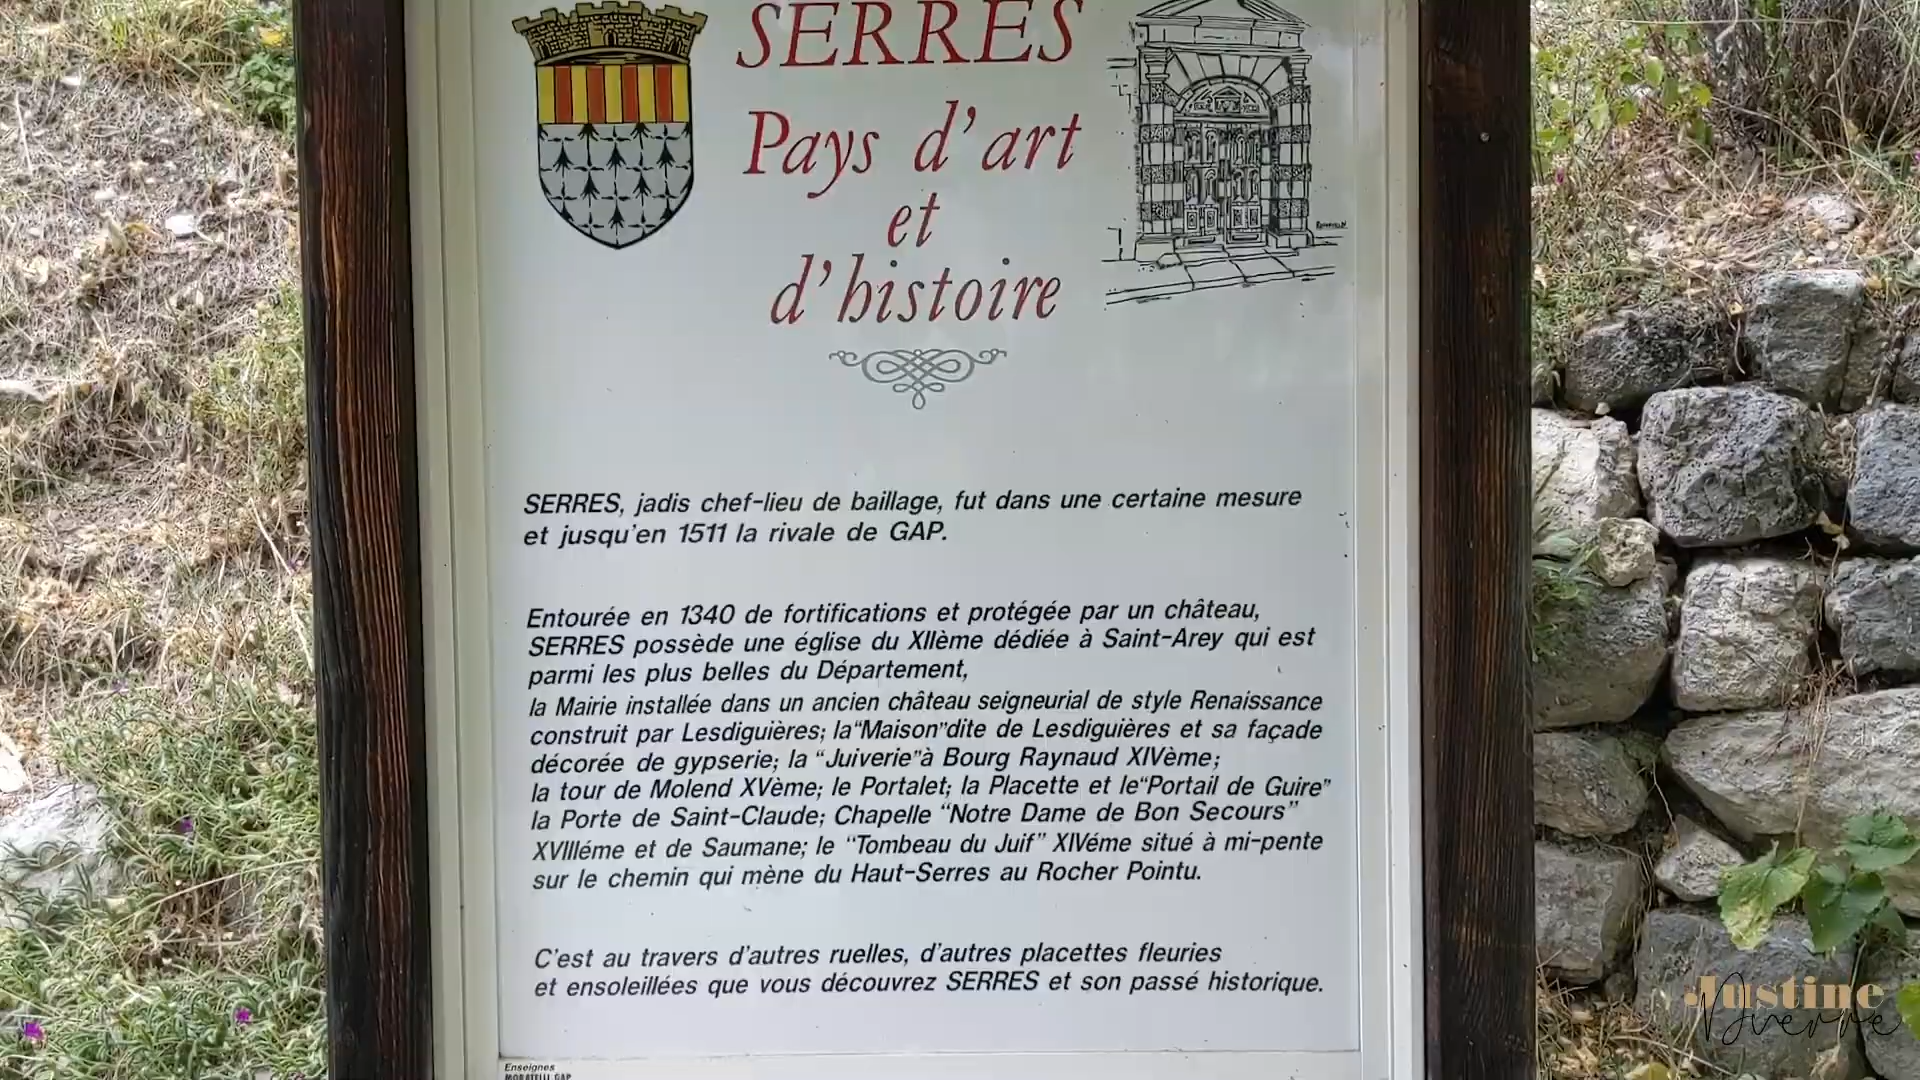 SERRES
Pays d'art
et
d'histoire
SERRES, jadis chef-lieu de baillage, fut dans une certaine mesure
et jusqu'en 1511 la rivale de GAP.
Entourée en 1340 de fortifications et protégée par un château,
SERRES possède une église du XIIème dédiée à Saint-Arey qui est
parmi les plus belles du Département,
la Mairie installée dans un ancien château seigneurial de style Renaissance
construit par Lesdiguières; la "Maison" dite de Lesdiguières et sa façade
décorée de gypserie; la "Juiverie" à Bourg Raynaud XIVème;
la tour de Molend XVème; le Portalet; la Placette et le "Portail de Guire"
la Porte de Saint-Claude; Chapelle "Notre Dame de Bon Secours"
XVIIIéme et de Saumane; le "Tombeau du Juif" XIVéme situé à mi-pente
sur le chemin qui mène du Haut-Serres au Rocher Pointu.
C'est au travers d'autres ruelles, d'autres placettes fleuries
et ensoleillées que vous découvrez SERRES et son passé historique.
Enseignes
MORATELLI GAP
Justine